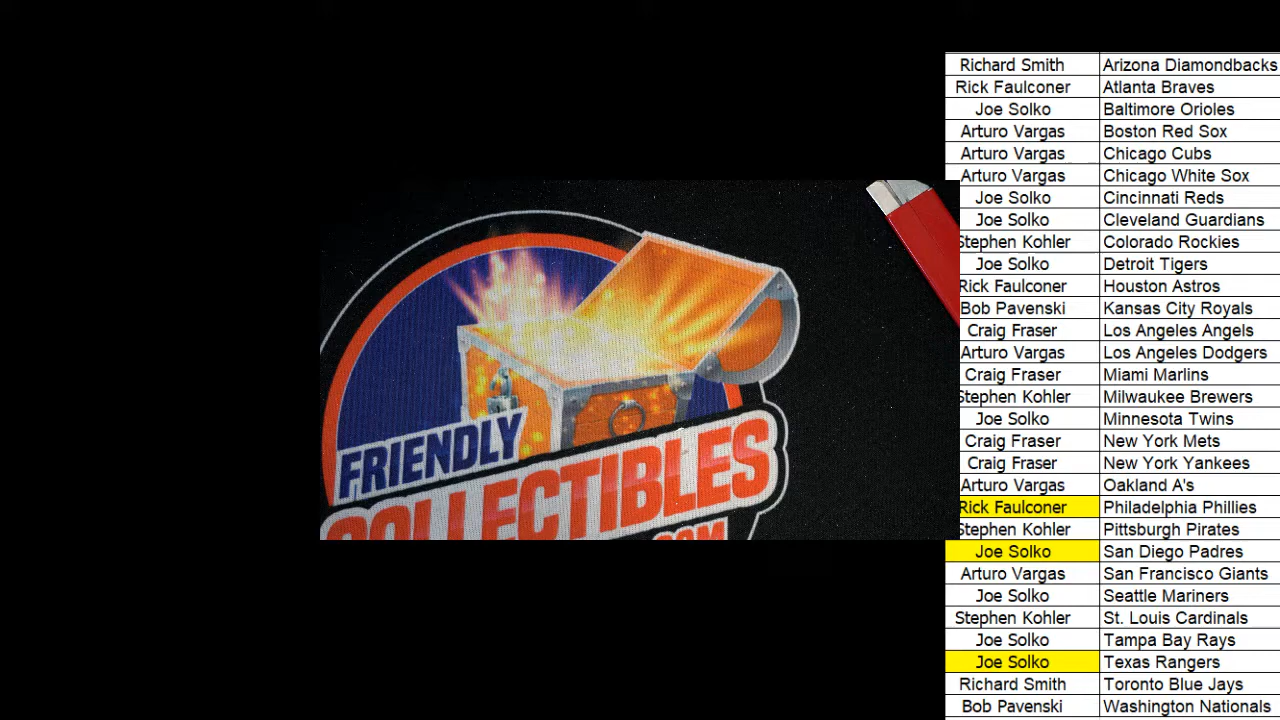 FRIENDLY
COLLECTIBLES
.COM
Richard Smith Arizona Diamondbacks
Rick Faulconer Atlanta Braves
Joe Solko Baltimore Orioles
Arturo Vargas Boston Red Sox
Arturo Vargas Chicago Cubs
Arturo Vargas Chicago White Sox
Joe Solko Cincinnati Reds
Joe Solko Cleveland Guardians
Stephen Kohler Colorado Rockies
Joe Solko Detroit Tigers
Rick Faulconer Houston Astros
Bob Pavenski Kansas City Royals
Craig Fraser Los Angeles Angels
Arturo Vargas Los Angeles Dodgers
Craig Fraser Miami Marlins
Stephen Kohler Milwaukee Brewers
Joe Solko Minnesota Twins
Craig Fraser New York Mets
Craig Fraser New York Yankees
Arturo Vargas Oakland A's
Rick Faulconer Philadelphia Phillies
Stephen Kohler Pittsburgh Pirates
Joe Solko San Diego Padres
Arturo Vargas San Francisco Giants
Joe Solko Seattle Mariners
Stephen Kohler St. Louis Cardinals
Joe Solko Tampa Bay Rays
Joe Solko Texas Rangers
Richard Smith Toronto Blue Jays
Bob Pavenski Washington Nationals